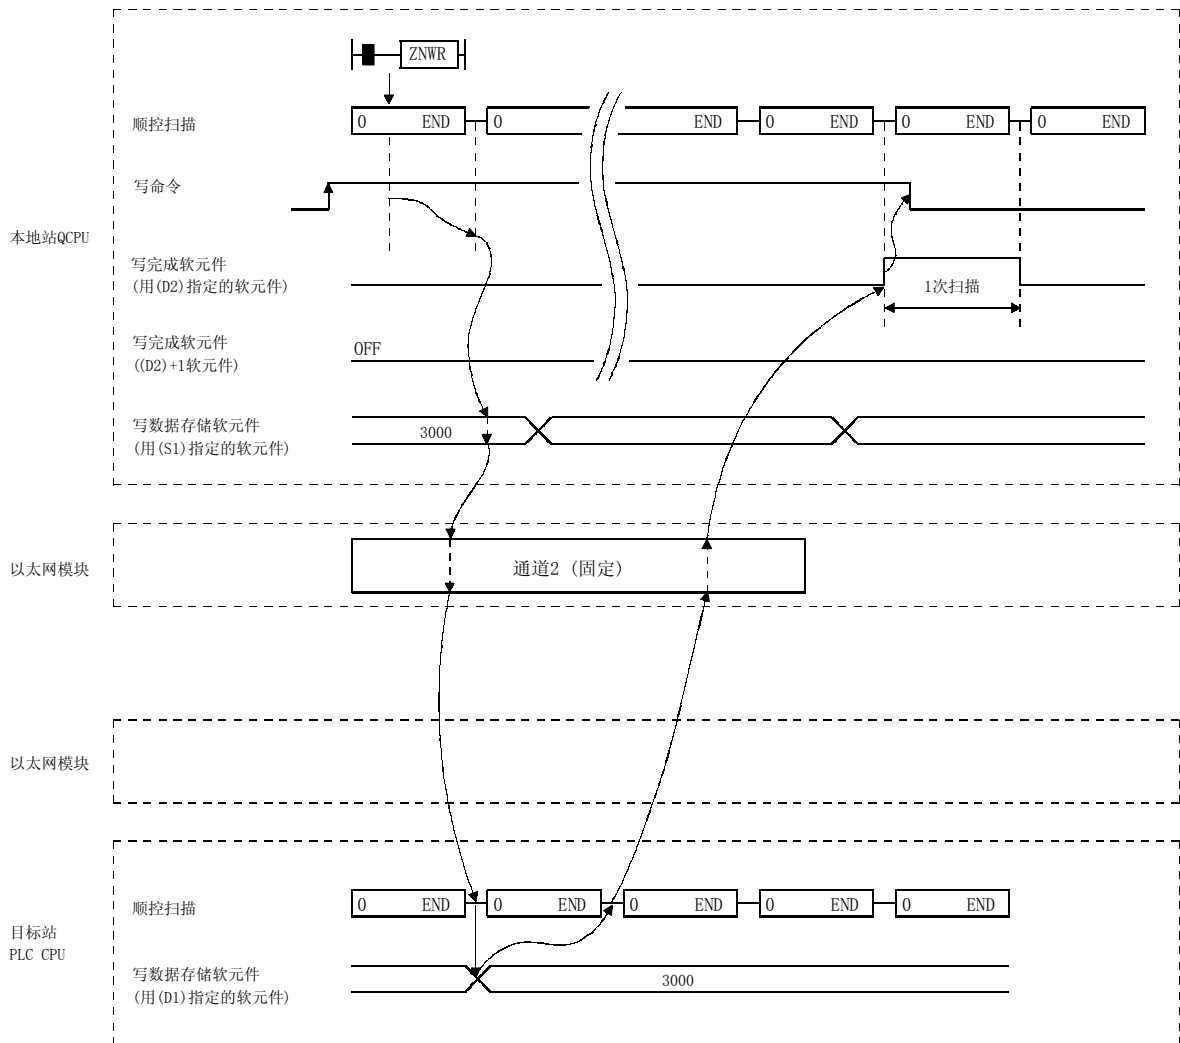 ZNWR
顺控扫描
0 END 0 END 0 END 0 END 0 END
写命令
本地站QCPU
写完成软元件
(用(D2)指定的软元件)
1次扫描
写完成软元件
((D2)+1软元件)
OFF
写数据存储软元件
(用(S1)指定的软元件)
3000
以太网模块
通道2 (固定)
以太网模块
顺控扫描
0 END 0 END 0 END 0 END 0 END
目标站
PLC CPU
写数据存储软元件
(用(D1)指定的软元件)
3000